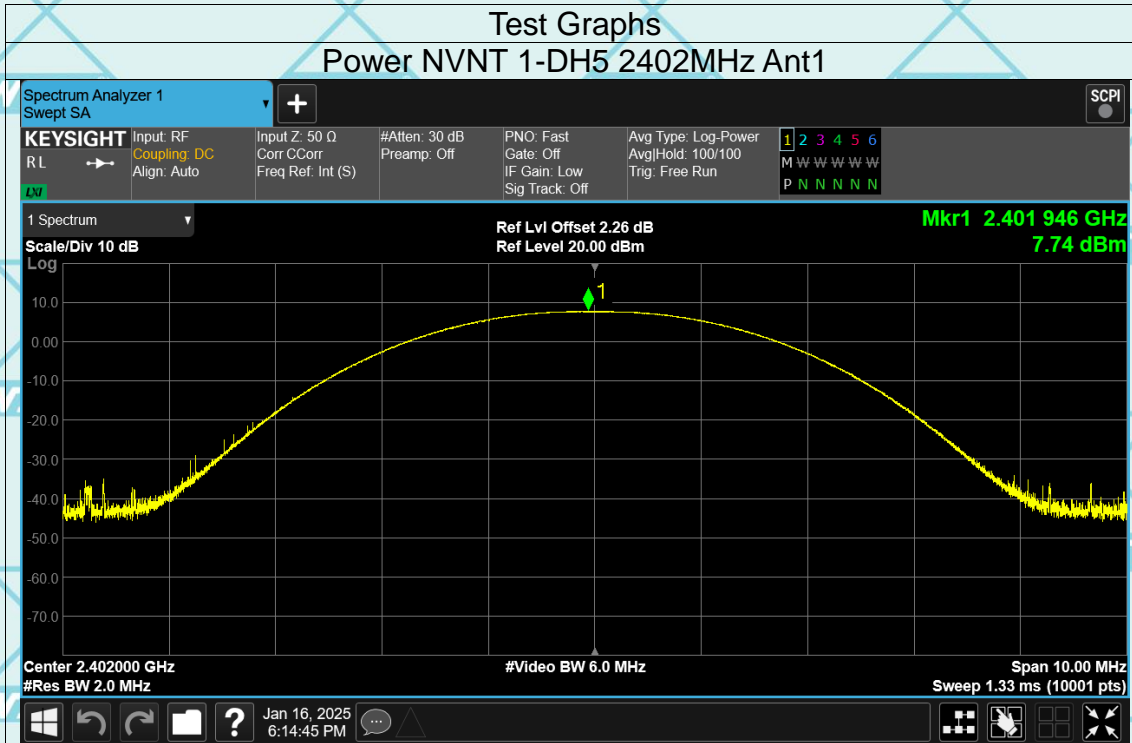 Test Graphs
Power NVNT 1-DH5 2402MHz Ant1
Spectrum Analyzer 1
Swept SA
+
SCPI
KEYSIGHT
R L
LXI
Input: RF
Coupling: DC
Align: Auto
Input Z: 50 Ω
Corr CCorr
Freq Ref: Int (S)
#Atten: 30 dB
Preamp: Off
PNO: Fast
Gate: Off
IF Gain: Low
Sig Track: Off
Avg Type: Log-Power
Avg|Hold: 100/100
Trig: Free Run
1 2 3 4 5 6
M W W W W W
P N N N N N
1 Spectrum
Scale/Div 10 dB
Ref Lvl Offset 2.26 dB
Ref Level 20.00 dBm
Mkr1 2.401 946 GHz
7.74 dBm
Log
1
10.0
0.00
-10.0
-20.0
-30.0
-40.0
-50.0
-60.0
-70.0
Center 2.402000 GHz
#Res BW 2.0 MHz
#Video BW 6.0 MHz
Span 10.00 MHz
Sweep 1.33 ms (10001 pts)
?
Jan 16, 2025
6:14:45 PM